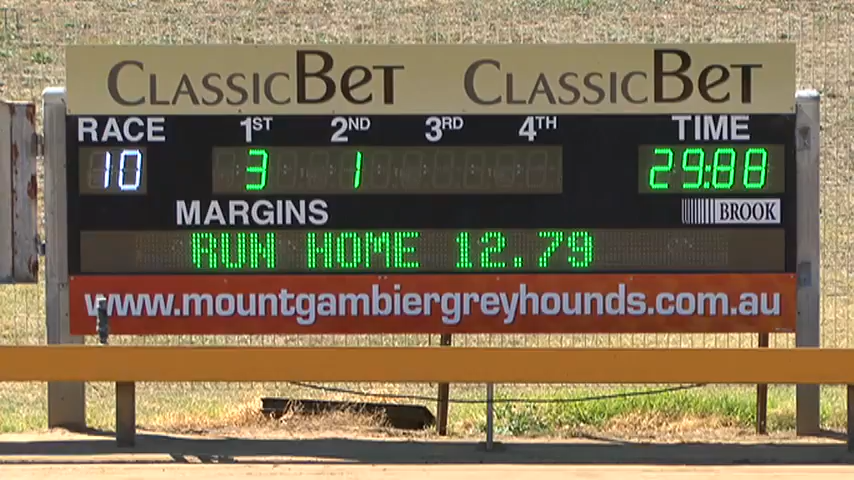 CLASSICBET CLASSICBET
RACE 1ST 2ND 3RD 4TH TIME
10 3 1 29:88
MARGINS BROOK
RUN HOME 12.79
www.mountgambiergreyhounds.com.au